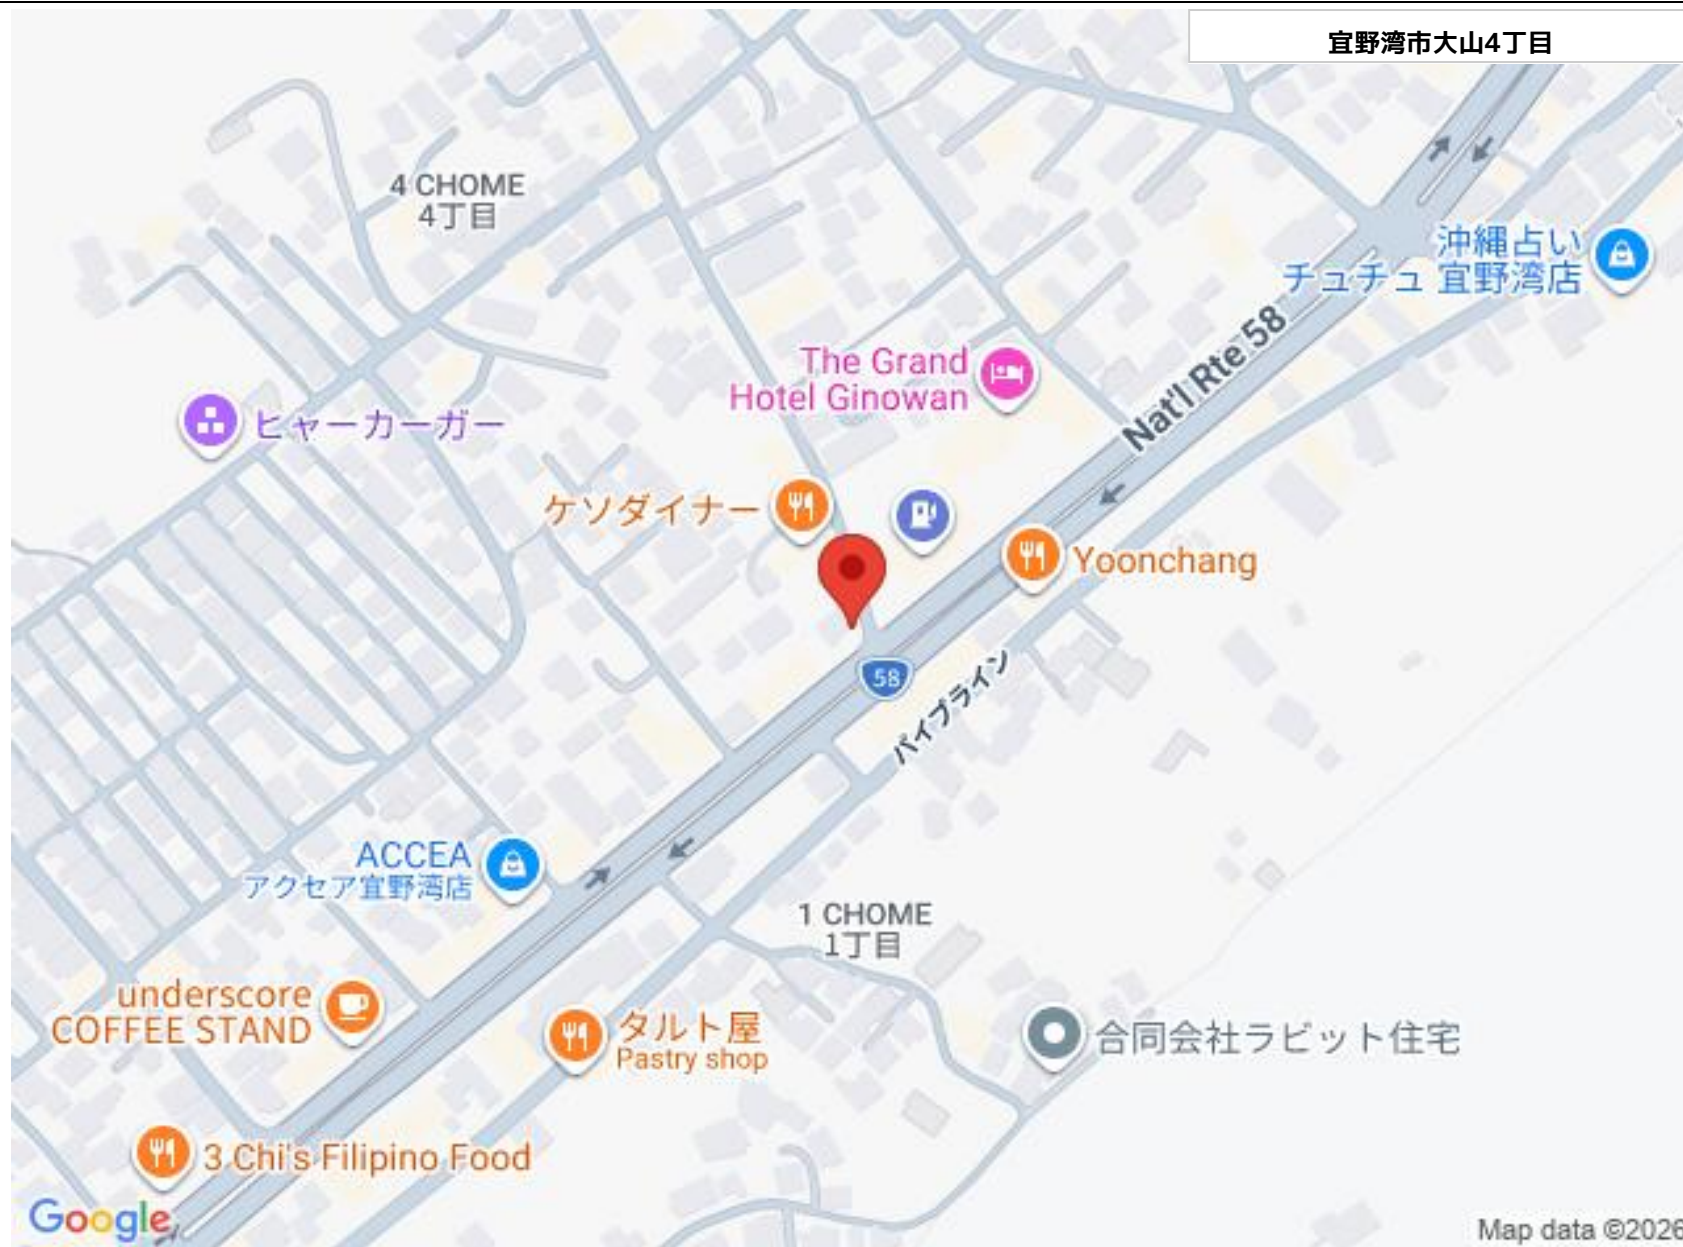 宜野湾市大山4丁目
4 CHOME
4丁目
沖縄占い
チュチュ 宜野湾店
Nat'l Rte 58
The Grand
Hotel Ginowan
ヒャーカーガー
ケソダイナー
Yoonchang
58
パイプライン
ACCEA
アクセア宜野湾店
1 CHOME
1丁目
underscore
COFFEE STAND
タルト屋
Pastry shop
合同会社ラビット住宅
3 Chi's Filipino Food
Google
Map data ©2026